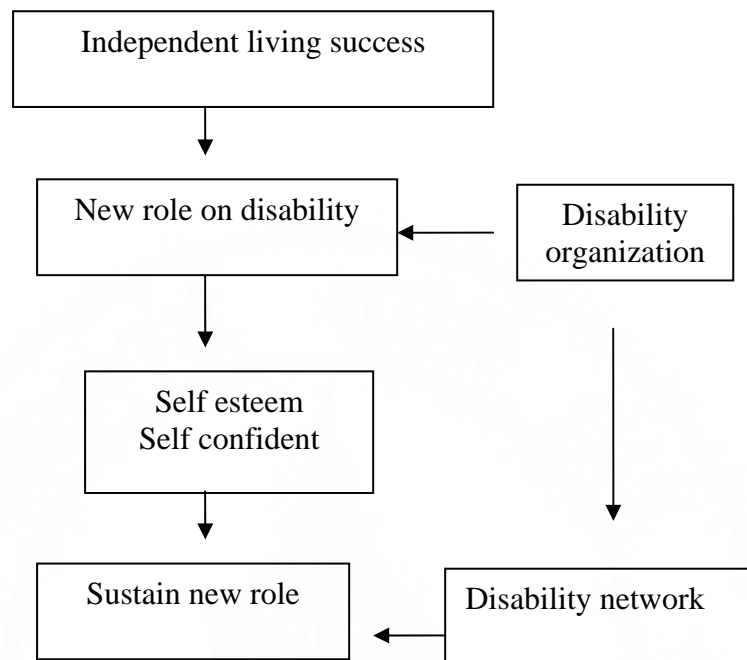 Independent living success
New role on disability
Disability
organization
Self esteem
Self confident
Sustain new role
Disability network